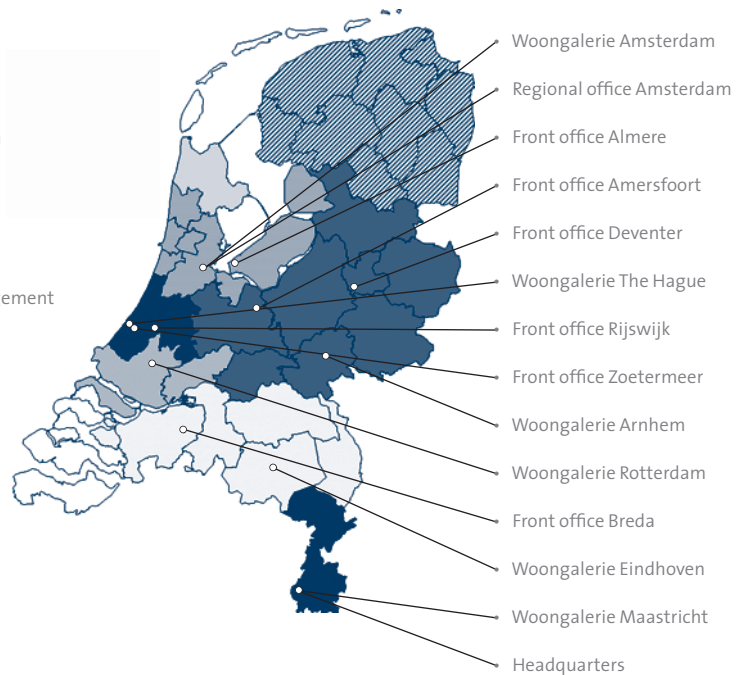 Woongalerie Amsterdam
Regional office Amsterdam
Front office Almere
Front office Amersfoort
Front office Deventer
Woongalerie The Hague
ement
Front office Rijswijk
Front office Zoetermeer
Woongalerie Arnhem
Woongalerie Rotterdam
Front office Breda
Woongalerie Eindhoven
Woongalerie Maastricht
Headquarters